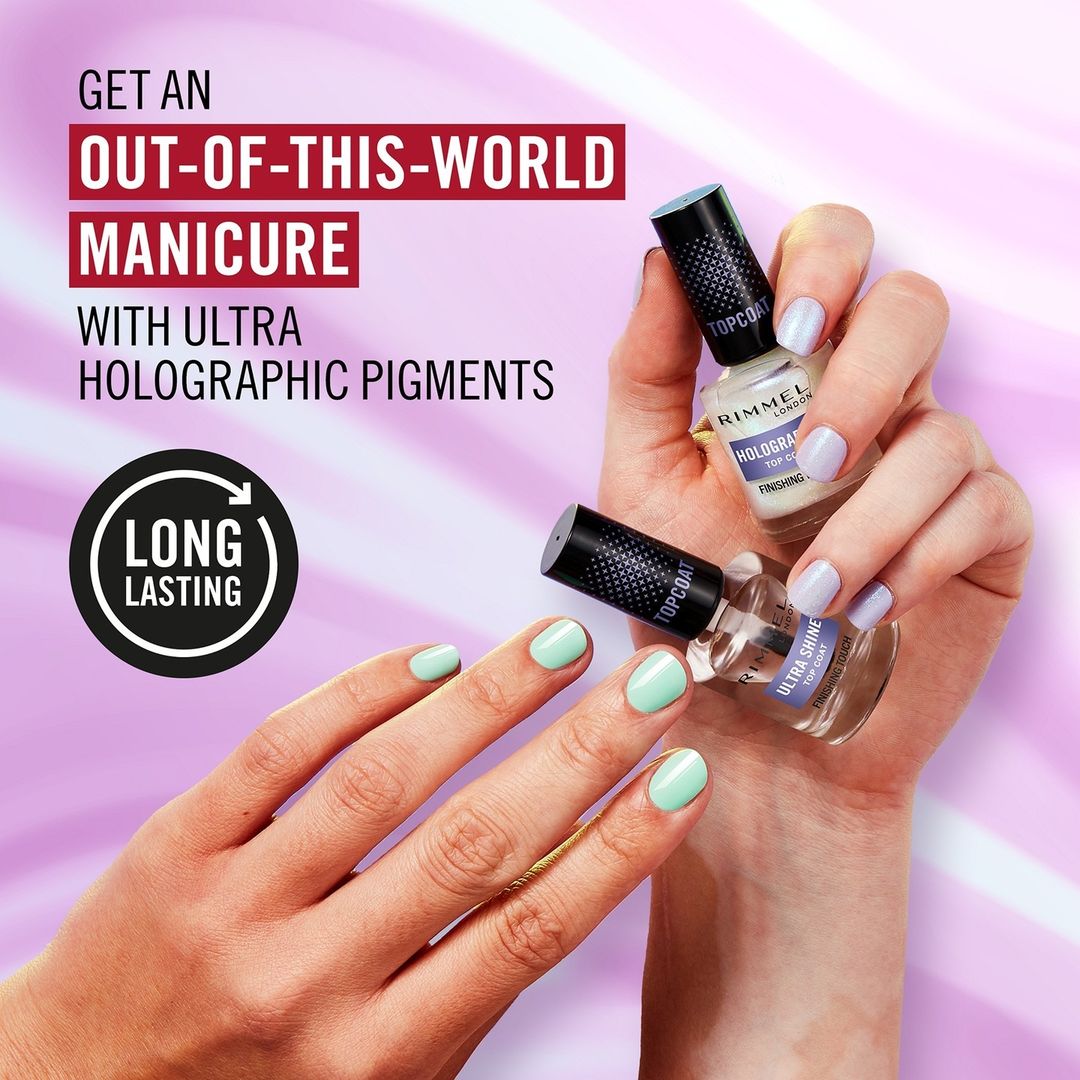 GET AN
OUT-OF-THIS-WORLD
MANICURE
WITH ULTRA
HOLOGRAPHIC PIGMENTS
LONG
LASTING
TOPCOAT
RIMMEL
LONDON
TOP
FINISHING
TOPCOAT
RIMMEL
LONDON
ULTRA SHINE
TOP COAT
FINISHING TOUCH